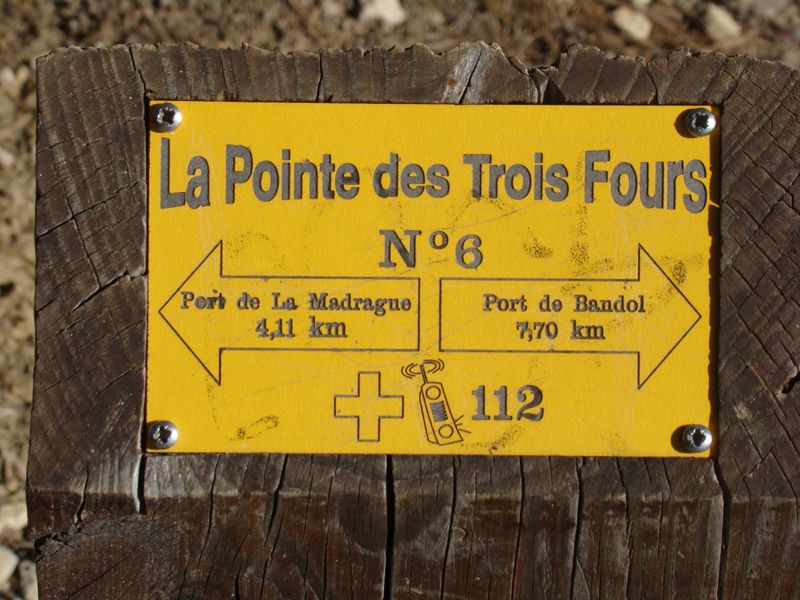 La Pointe des Trois Fours
Nº6
Port de La Madrague
4,11 km
Port de Bandol
7,70 km
112